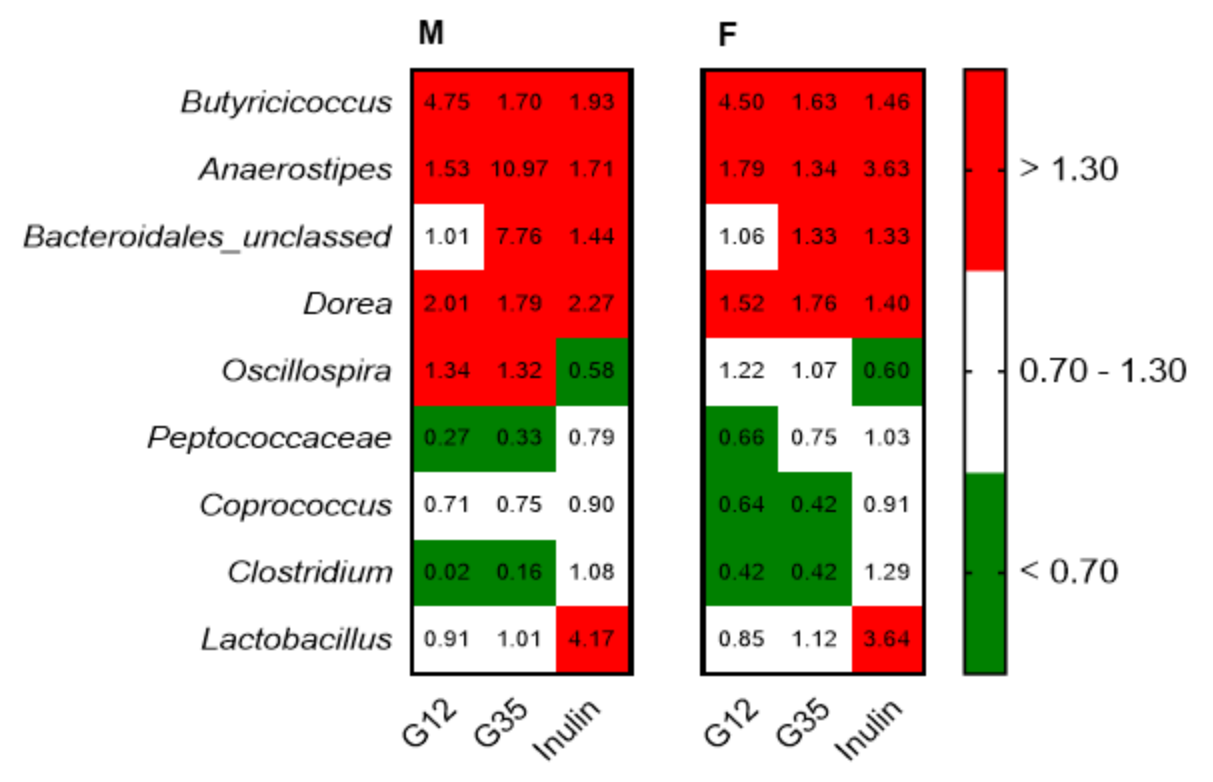 M F
Butyricicoccus 4.75 1.70 1.93 4.50 1.63 1.46
Anaerostipes 1.53 10.97 1.71 1.79 1.34 3.63 > 1.30
Bacteroidales_unclassed 1.01 7.76 1.44 1.06 1.33 1.33
Dorea 2.01 1.79 2.27 1.52 1.76 1.40
Oscillospira 1.34 1.32 0.58 1.22 1.07 0.60 0.70 - 1.30
Peptococcaceae 0.27 0.33 0.79 0.66 0.75 1.03
Coprococcus 0.71 0.75 0.90 0.64 0.42 0.91
Clostridium 0.02 0.16 1.08 0.42 0.42 1.29 < 0.70
Lactobacillus 0.91 1.01 4.17 0.85 1.12 3.64
G12 G35 Inulin G12 G35 Inulin